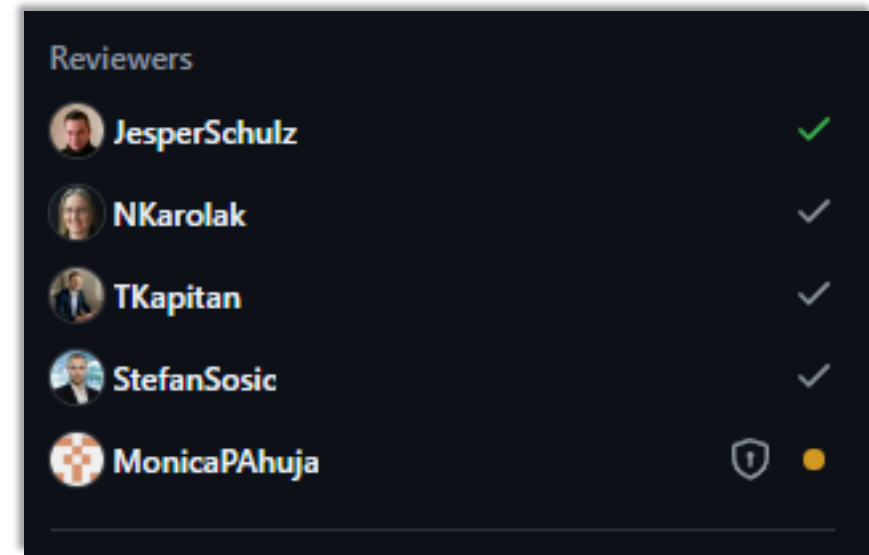 Reviewers
JesperSchulz
NKarolak
TKapitan
StefanSosic
MonicaPAhuja